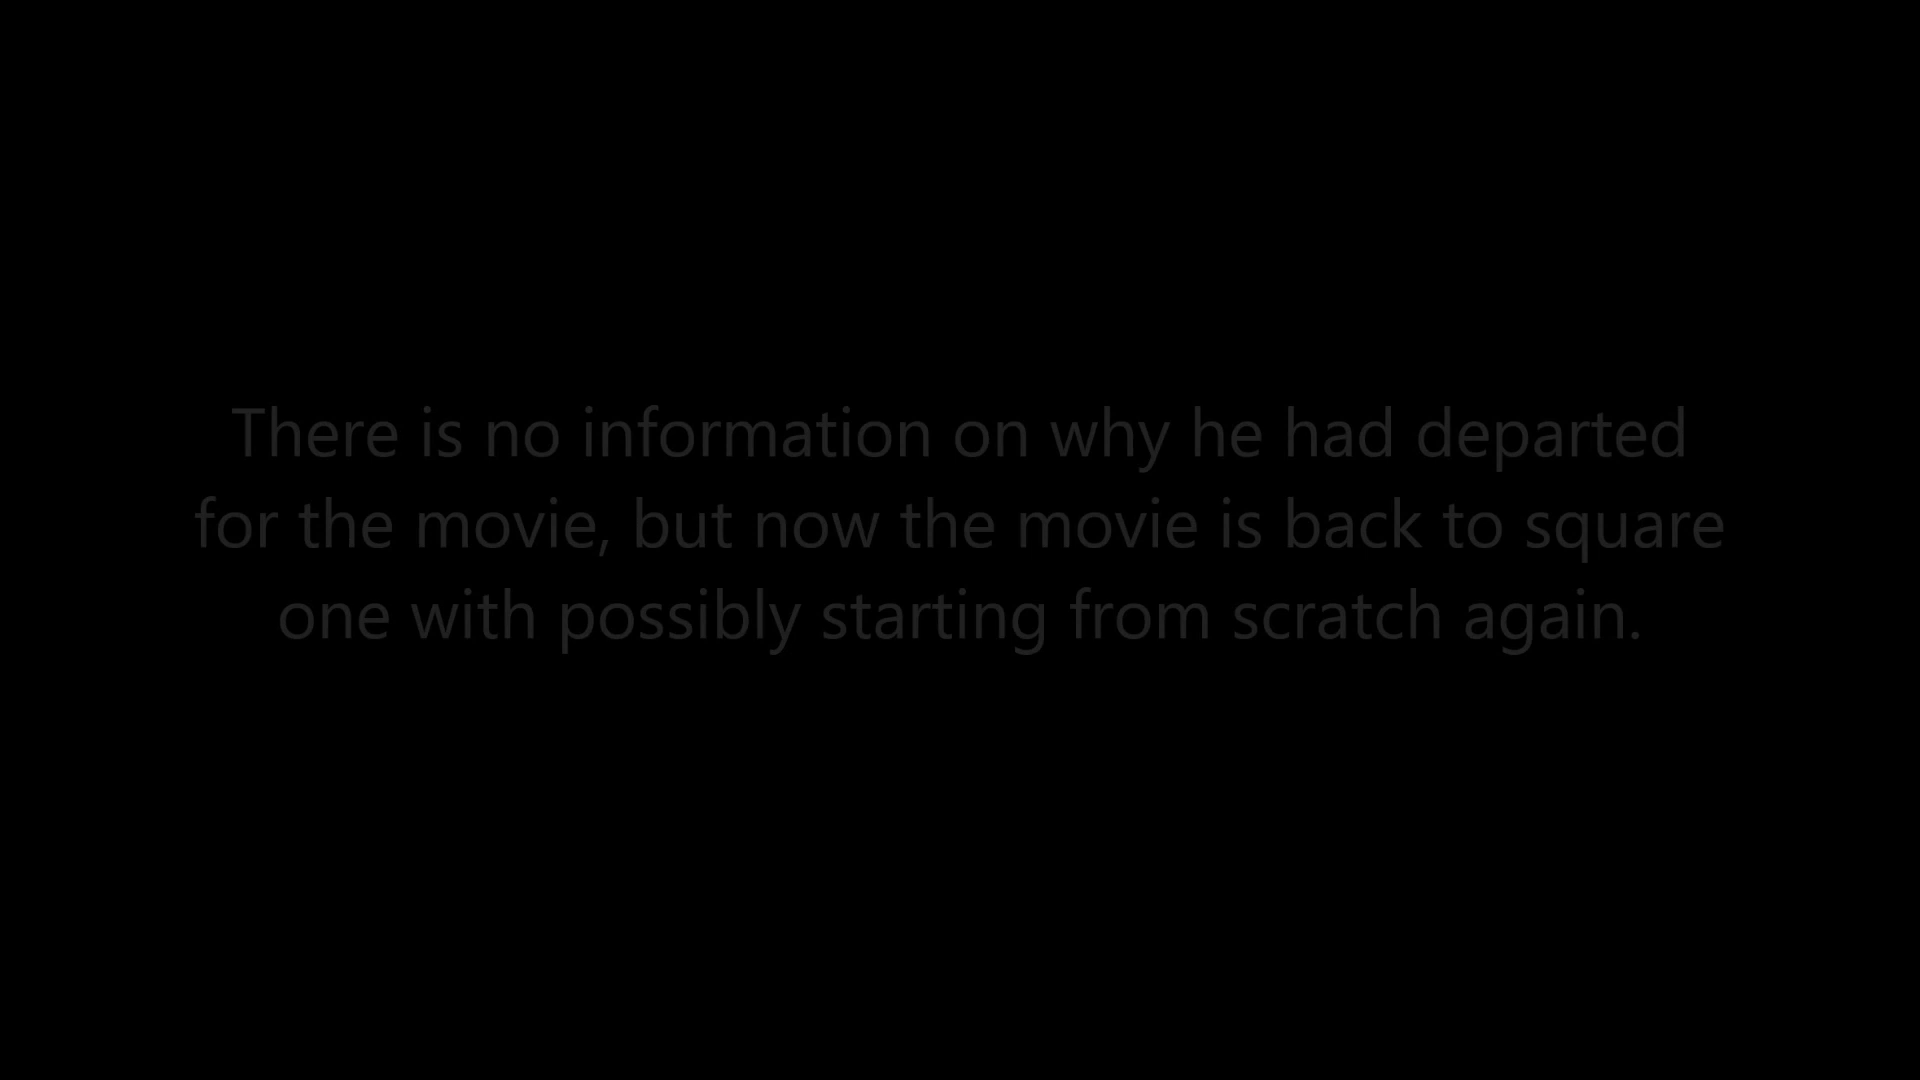 There is no information on why he had departed
for the movie, but now the movie is back to square
one with possibly starting from scratch again.